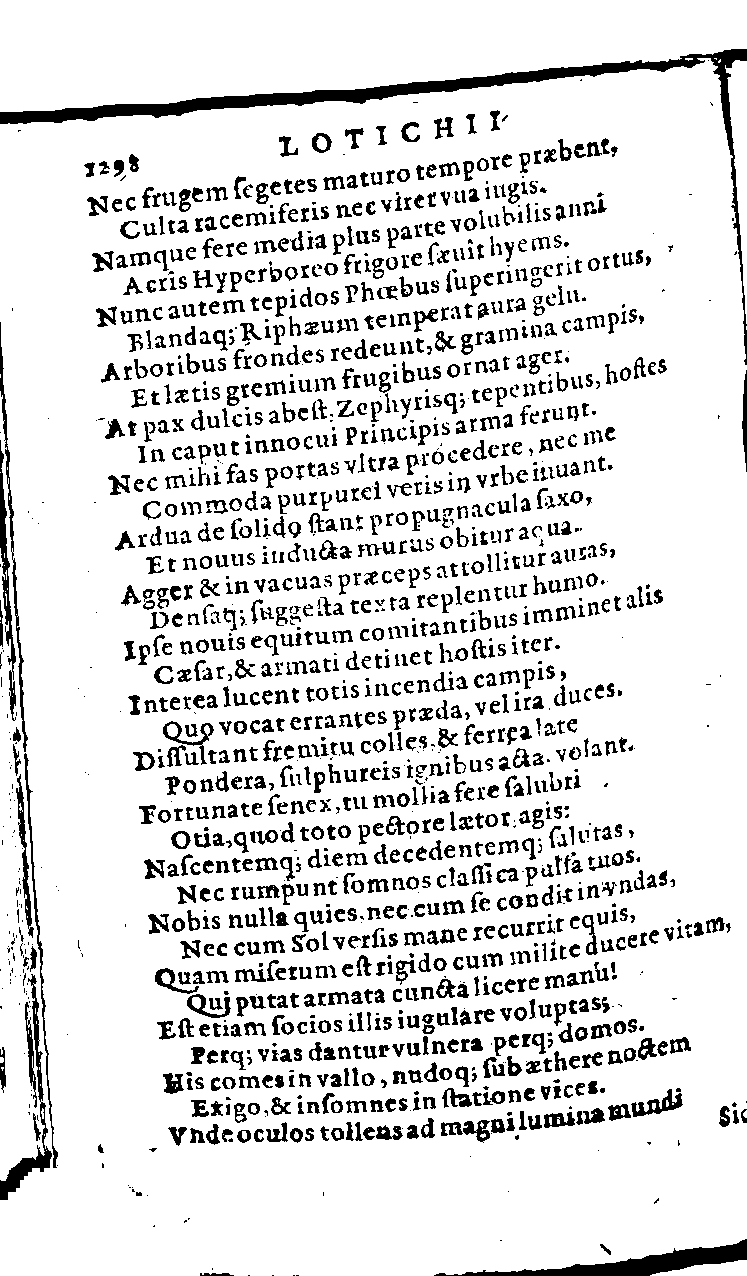 1298
LOTICHII
Nec frugem ſegetes maturo tempore præbent,
Culta racemiferis nec viret vua iugis.
Namque fere media plus parte volubilis anni
Acris Hyperboreo frigore ſæuit hyems.
Nunc autem tepidos Phœbus ſuperingerit ortus,
Blandaq; Riphæum temperat aura gelu.
Arboribus frondes redeunt, & gramina campis,
Et lætis gremium frugibus ornat ager.
At pax dulcis abeſt. Zephyrisq; tepentibus, hoſtes
In caput innocui Principis arma ferunt.
Nec mihi fas portas vltra procedere, nec me
Commoda purpurei veris in vrbe iuuant.
Ardua de ſolido ſtant propugnacula ſaxo,
Et nouus inducta murus obitur aqua.
Agger & in vacuas præceps attollitur auras,
Denſaq; ſuggeſta texta replentur humo.
Ipſe nouis equitum comitantibus imminet alis
Cæſar, & armati detinet hoſtis iter.
Interea lucent totis incendia campis,
Quo vocat errantes præda, vel ira duces.
Diſſultant fremitu colles, & ferrea late
Pondera, ſulphureis ignibus acta. volant.
Fortunate ſenex, tu mollia fere ſalubri
Otia, quod toto pectore lætor, agis:
Naſcentemq; diem decedentemq; ſalutas,
Nec rumpunt ſomnos claſſica pulſa tuos.
Nobis nulla quies, nec cum ſe condit in vndas,
Nec cum Sol verſis mane recurrit equis,
Quam miſerum eſt rigido cum milite ducere vitam,
Qui putat armata cuncta licere manu!
Eſt etiam ſocios illis iugulare voluptas;
Perq; vias dantur vulnera perq; domos.
His comes in vallo, nudoq; ſub æthere noctem
Exigo, & inſomnes in ſtatione vices.
Vnde oculos tollens ad magni lumina mundi
Sid